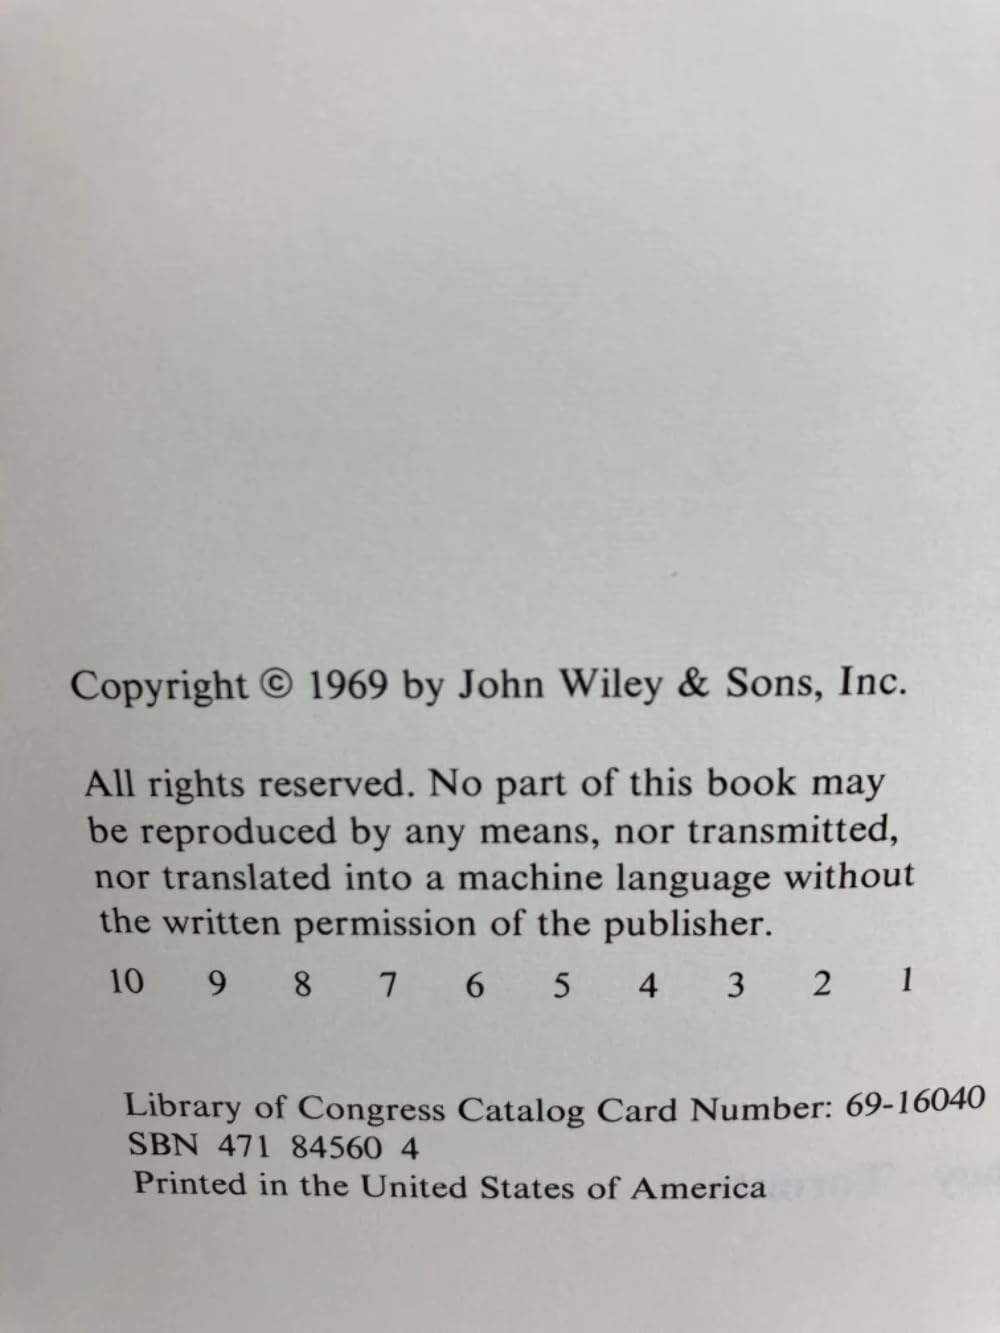 Copyright © 1969 by John Wiley & Sons, Inc.
All rights reserved. No part of this book may
be reproduced by any means, nor transmitted,
nor translated into a machine language without
the written permission of the publisher.
10 9 8 7 6 5 4 3 2 1
Library of Congress Catalog Card Number: 69-16040
SBN 471 84560 4
Printed in the United States of America